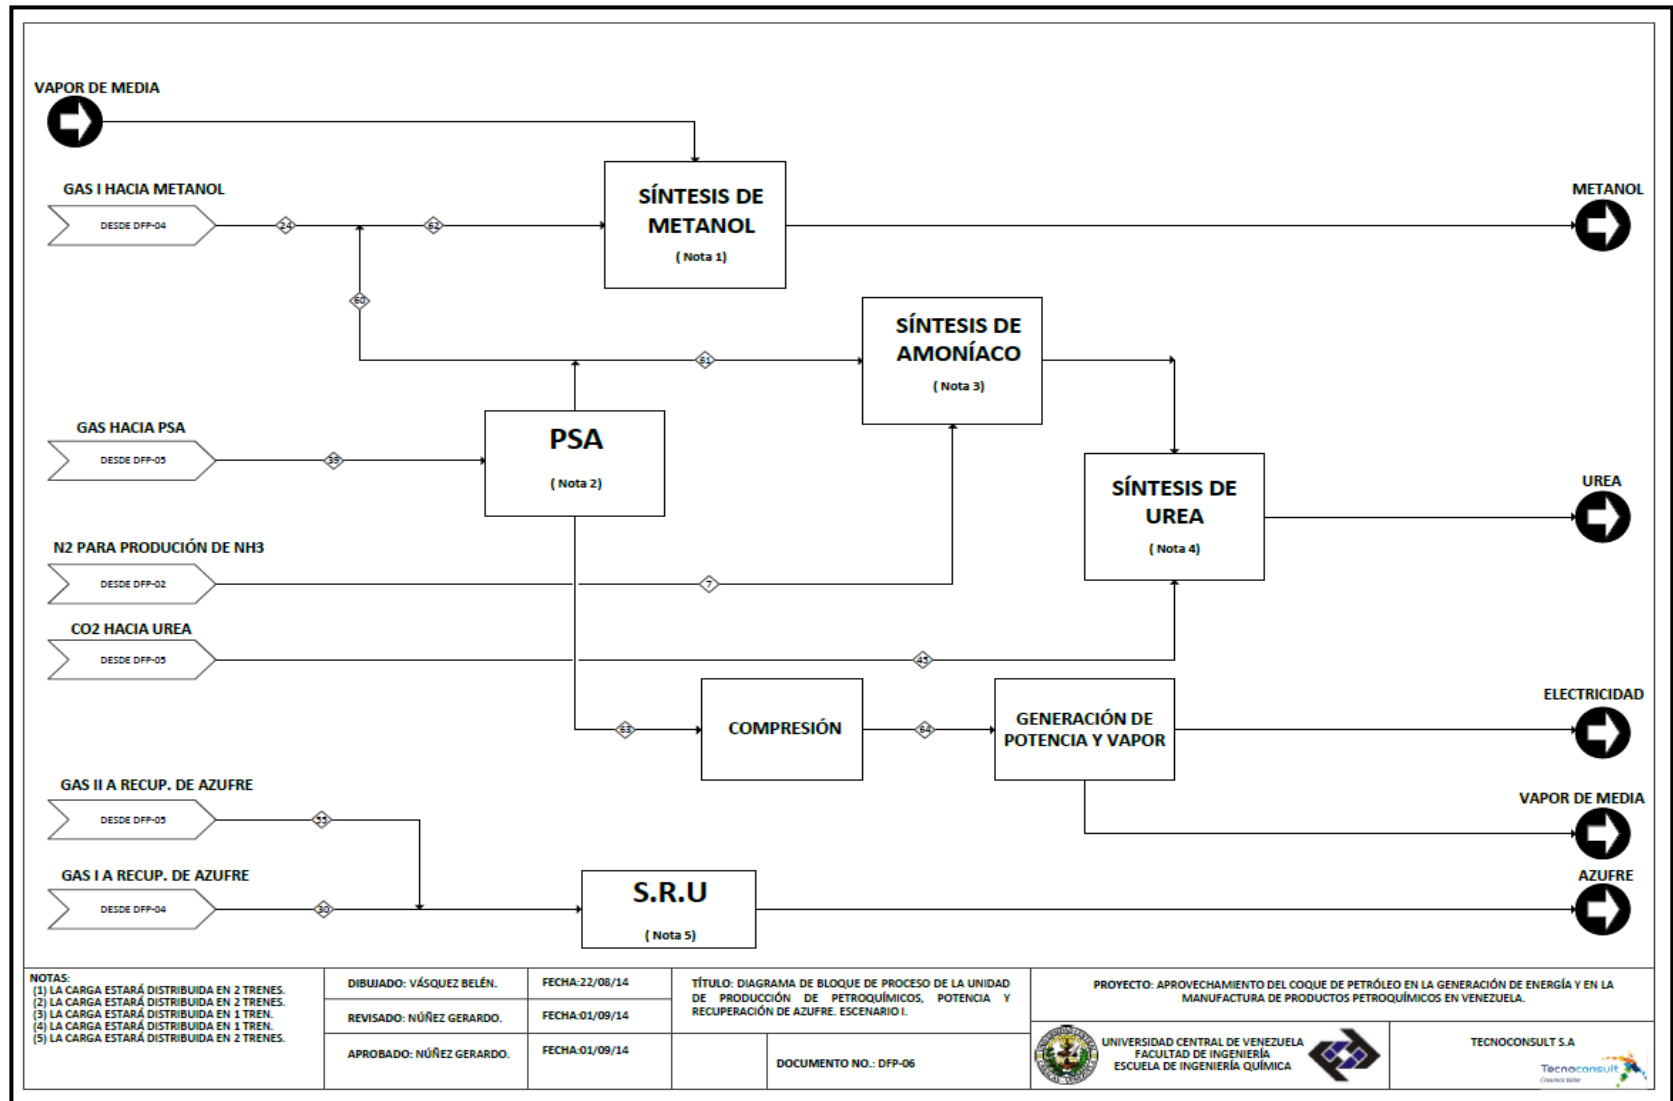 VAPOR DE MEDIA
GAS I HACIA METANOL
DESDE DFP-04
24
62
SÍNTESIS DE
METANOL
( Nota 1)
METANOL
60
61
SÍNTESIS DE
AMONÍACO
( Nota 3)
GAS HACIA PSA
DESDE DFP-05
39
PSA
( Nota 2)
SÍNTESIS DE
UREA
( Nota 4)
UREA
N2 PARA PRODUCIÓN DE NH3
DESDE DFP-02
7
CO2 HACIA UREA
DESDE DFP-05
45
63
COMPRESIÓN
64
GENERACIÓN DE
POTENCIA Y VAPOR
ELECTRICIDAD
VAPOR DE MEDIA
GAS II A RECUP. DE AZUFRE
DESDE DFP-05
55
GAS I A RECUP. DE AZUFRE
DESDE DFP-04
30
S.R.U
( Nota 5)
AZUFRE
NOTAS:
(1) LA CARGA ESTARÁ DISTRIBUIDA EN 2 TRENES.
(2) LA CARGA ESTARÁ DISTRIBUIDA EN 2 TRENES.
(3) LA CARGA ESTARÁ DISTRIBUIDA EN 1 TREN.
(4) LA CARGA ESTARÁ DISTRIBUIDA EN 1 TREN.
(5) LA CARGA ESTARÁ DISTRIBUIDA EN 2 TRENES.
DIBUJADO: VÁSQUEZ BELÉN.
FECHA:22/08/14
REVISADO: NÚÑEZ GERARDO.
FECHA:01/09/14
APROBADO: NÚÑEZ GERARDO.
FECHA:01/09/14
TÍTULO: DIAGRAMA DE BLOQUE DE PROCESO DE LA UNIDAD
DE PRODUCCIÓN DE PETROQUÍMICOS, POTENCIA Y
RECUPERACIÓN DE AZUFRE. ESCENARIO I.
DOCUMENTO NO.: DFP-06
PROYECTO: APROVECHAMIENTO DEL COQUE DE PETRÓLEO EN LA GENERACIÓN DE ENERGÍA Y EN LA
MANUFACTURA DE PRODUCTOS PETROQUÍMICOS EN VENEZUELA.
UNIVERSIDAD CENTRAL DE VENEZUELA
FACULTAD DE INGENIERÍA
ESCUELA DE INGENIERÍA QUÍMICA
TECNOCONSULT S.A
Tecnoconsult